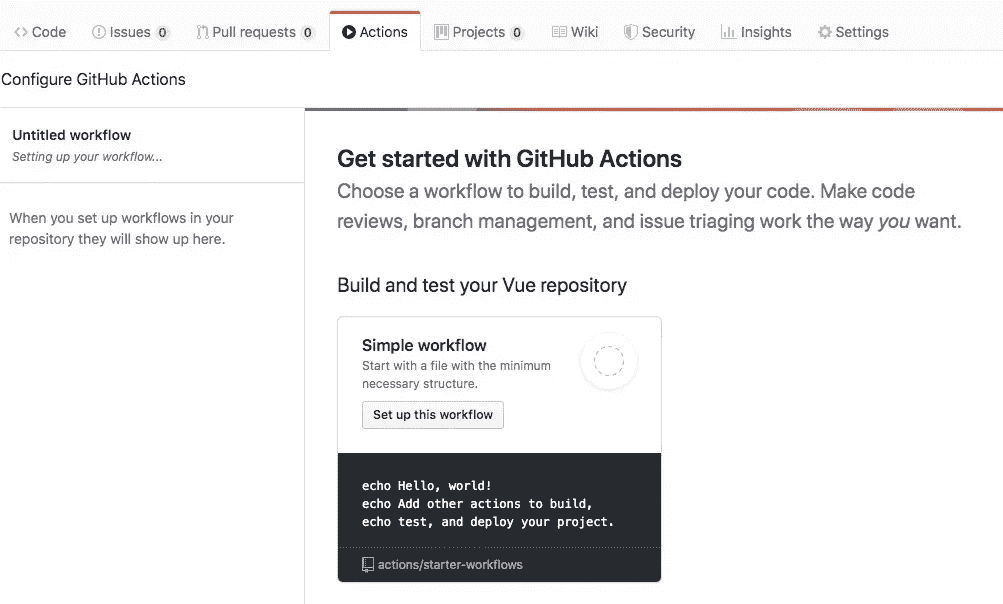 Code Issues 0 Pull requests 0 Actions Projects 0 Wiki Security Insights Settings
Configure GitHub Actions
Untitled workflow
Setting up your workflow...
When you set up workflows in your
repository they will show up here.
Get started with GitHub Actions
Choose a workflow to build, test, and deploy your code. Make code
reviews, branch management, and issue triaging work the way you want.
Build and test your Vue repository
Simple workflow
Start with a file with the minimum
necessary structure.
Set up this workflow
echo Hello, world!
echo Add other actions to build,
echo test, and deploy your project.
actions/starter-workflows